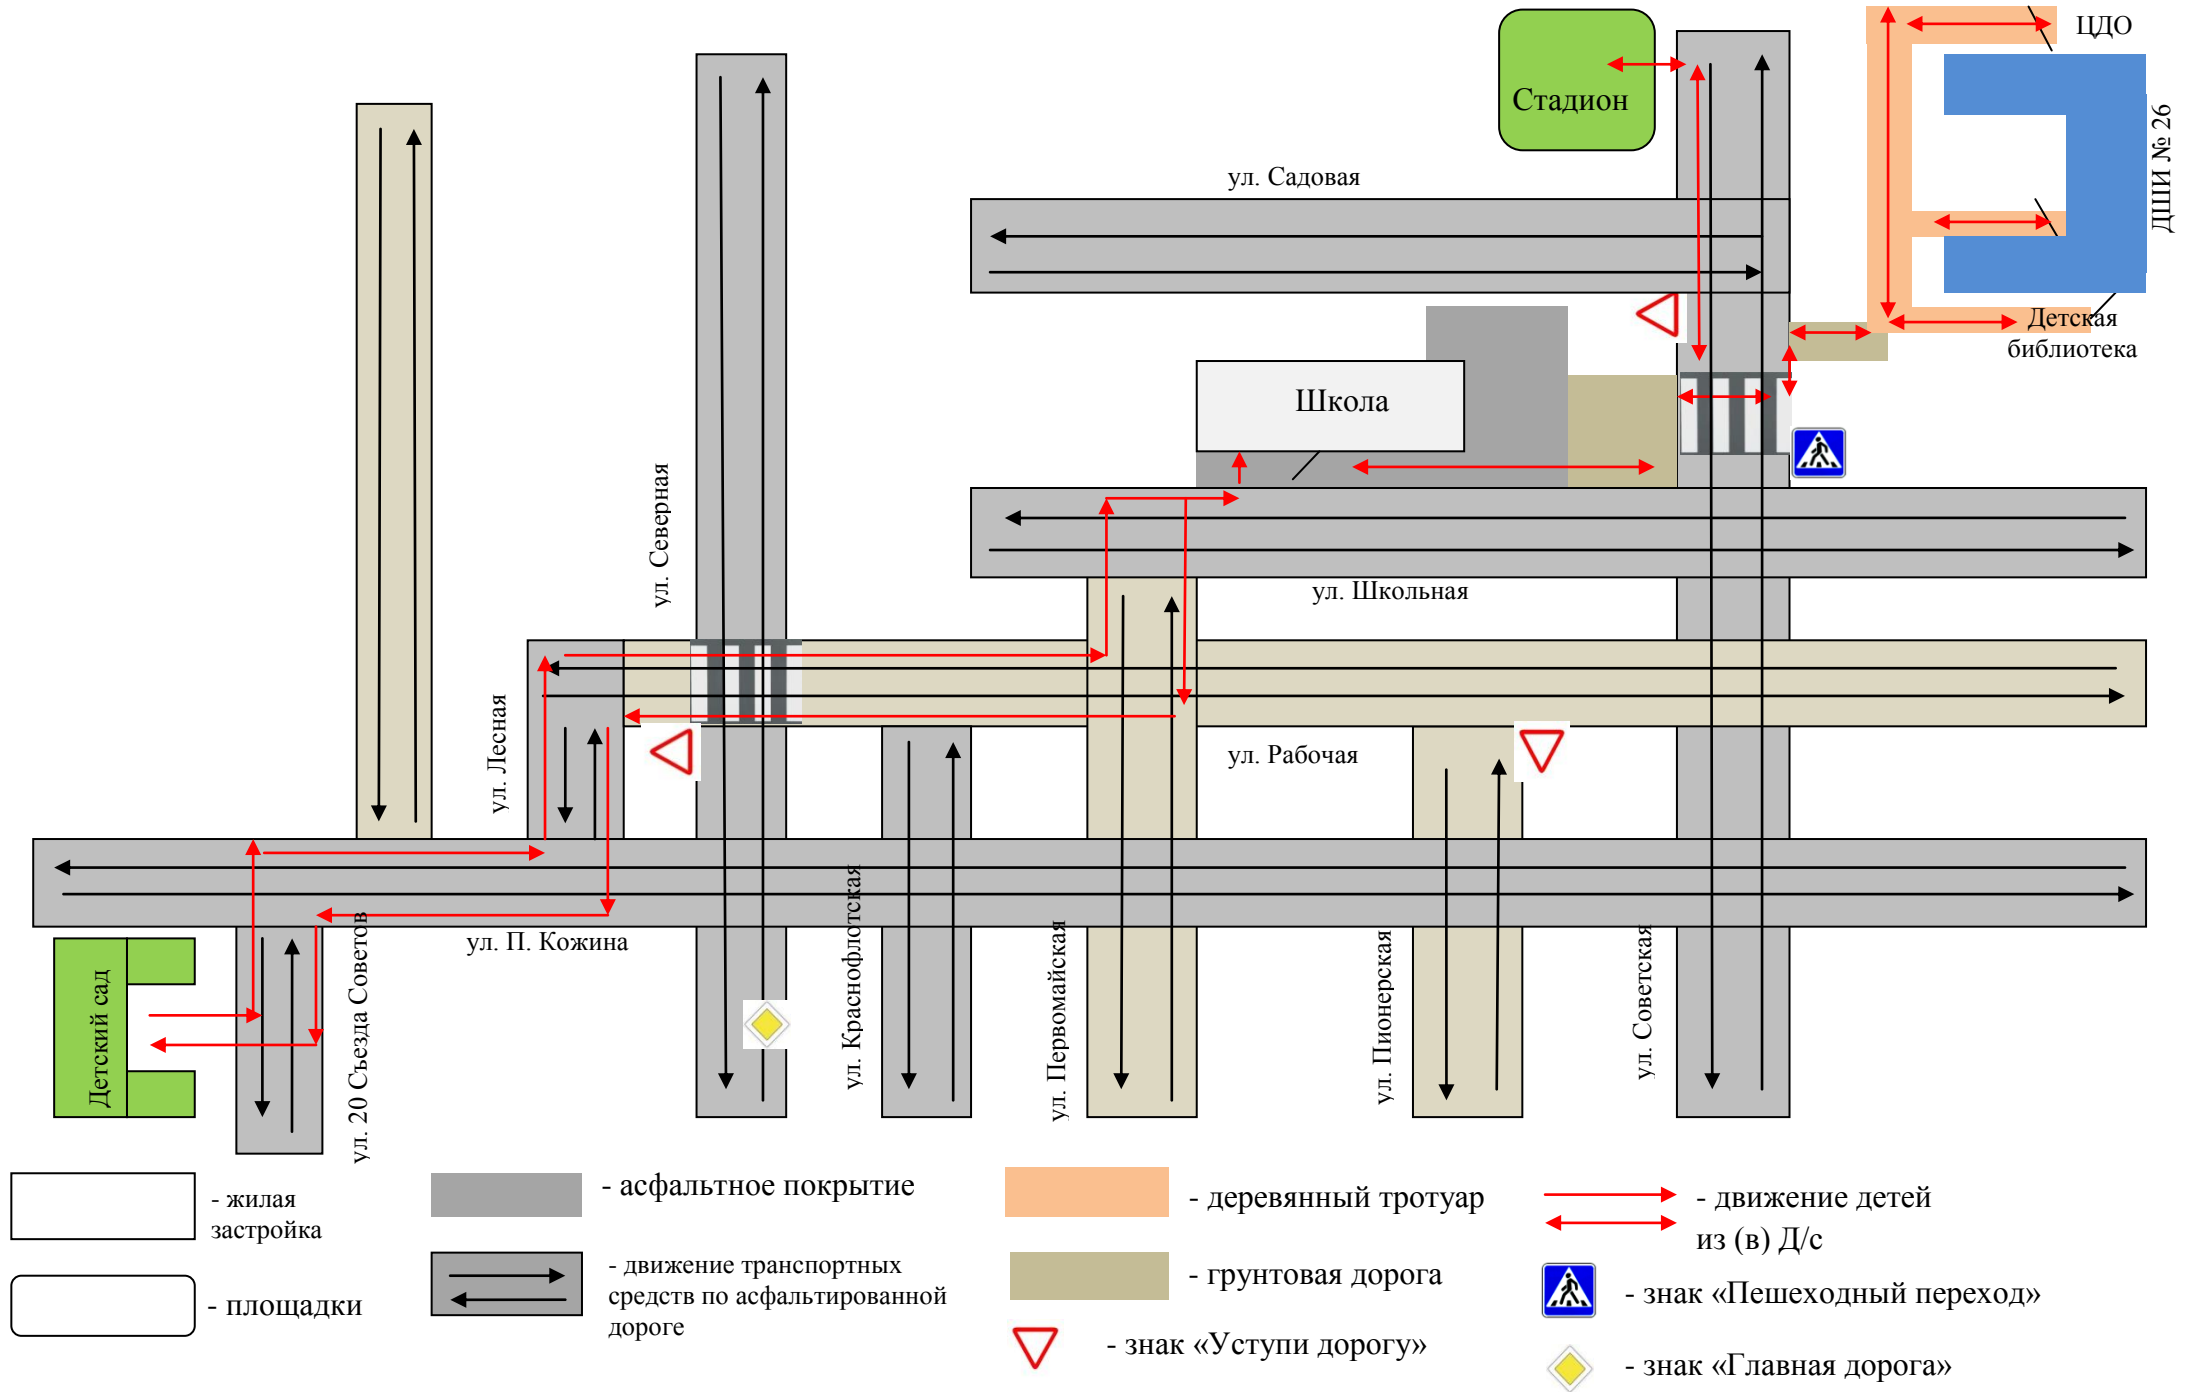 ЦДО
Стадион
ДШИ № 26
ул. Садовая
Детская
библиотека
Школа
ул. Северная
ул. Школьная
ул. Лесная
ул. Рабочая
ул. П. Кожина
Детский сад
ул. 20 Съезда Советов
ул. Краснофлотская
ул. Первомайская
ул. Пионерская
ул. Советская
- жилая
застройка
- асфальтное покрытие
- деревянный тротуар
- движение детей
из (в) Д/с
- площадки
- движение транспортных
средств по асфальтированной
дороге
- грунтовая дорога
- знак «Пешеходный переход»
- знак «Уступи дорогу»
- знак «Главная дорога»